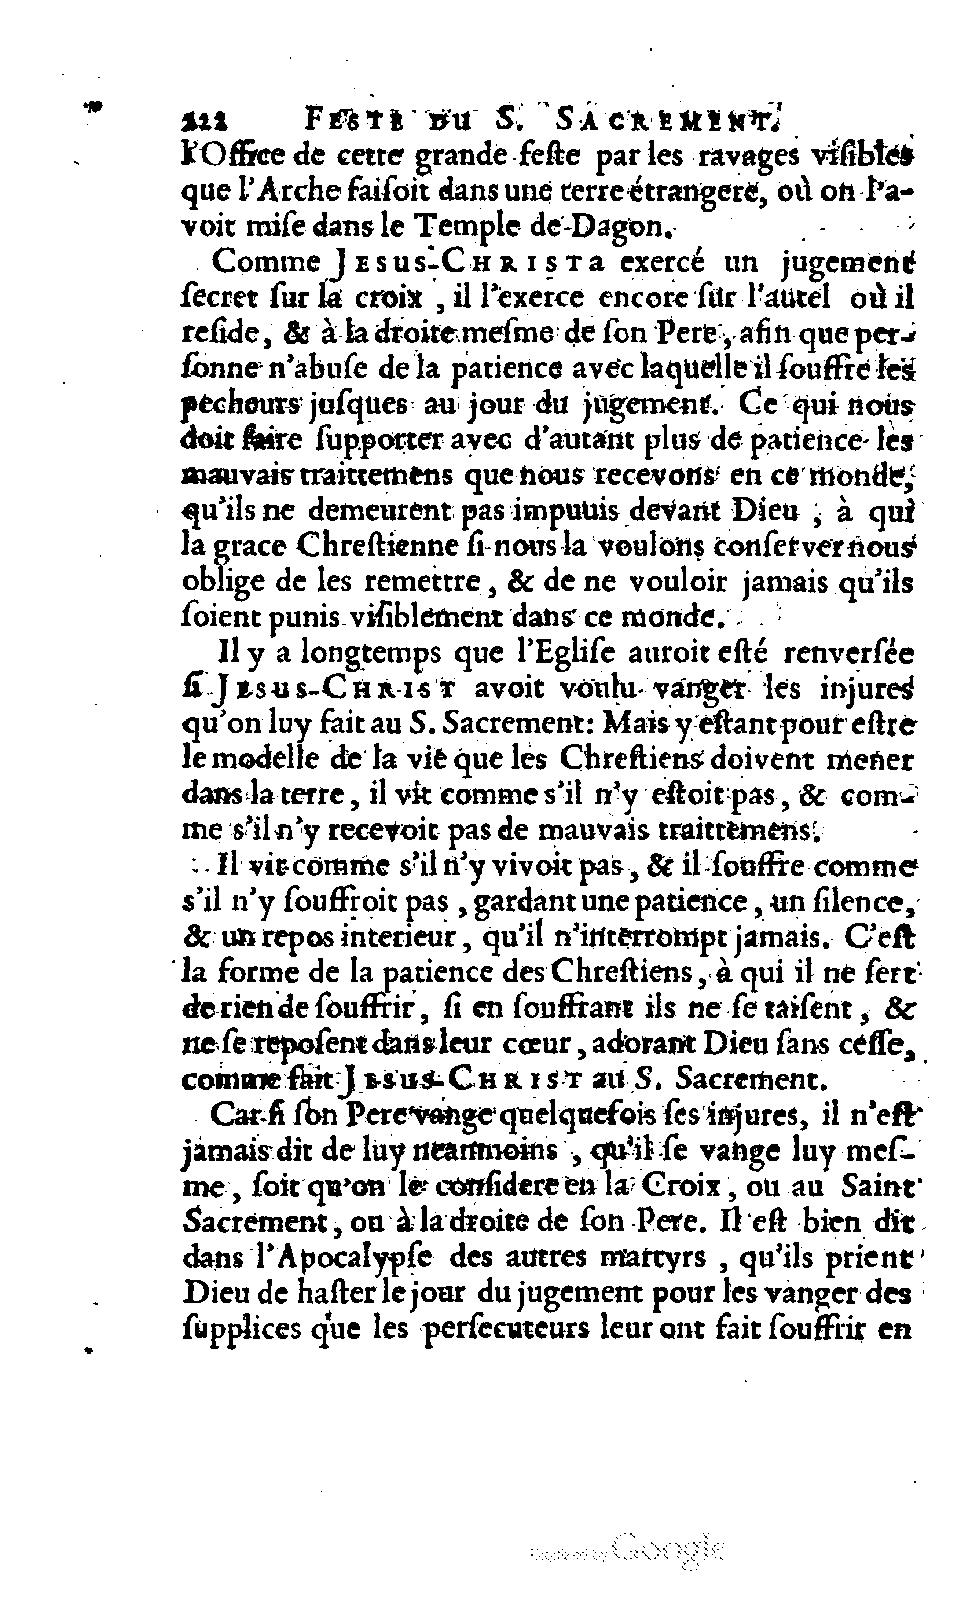 222 FESTE DU S. SACREMENT.
l'Office de cette grande feſte par les ravages viſibles
que l'Arche faiſoit dans une terre étrangere, où on l'a-
voit miſe dans le Temple de Dagon.
Comme JESUS-CHRIST a exercé un jugement
ſecret ſur la croix, il l'exerce encore ſur l'autel où il
reſide, & à la droite meſme de ſon Pere, afin que per-
ſonne n'abuſe de la patience avec laquelle il ſouffre les
pecheurs juſques au jour du jugement. Ce qui nous
doit faire ſupporter avec d'autant plus de patience les
mauvais traittemens que nous recevons en ce monde,
qu'ils ne demeurent pas impunis devant Dieu, à qui
la grace Chreſtienne ſi nous la voulons conſerver nous
oblige de les remettre, & de ne vouloir jamais qu'ils
ſoient punis viſiblement dans ce monde.
Il y a longtemps que l'Egliſe auroit eſté renverſée
ſi JESUS-CHRIST avoit voulu vanger les injures
qu'on luy fait au S. Sacrement: Mais y eſtant pour eſtre
le modelle de la vie que les Chreſtiens doivent mener
dans la terre, il vit comme s'il n'y eſtoit pas, & com-
me s'il n'y recevoit pas de mauvais traittemens.
Il vit comme s'il n'y vivoit pas, & il ſouffre comme
s'il n'y ſouffroit pas, gardant une patience, un ſilence,
& un repos interieur, qu'il n'interrompt jamais. C'eſt
la forme de la patience des Chreſtiens, à qui il ne ſert
de rien de ſouffrir, ſi en ſouffrant ils ne ſe taiſent, &
ne ſe repoſent dans leur cœur, adorant Dieu ſans ceſſe,
comme fait JESUS-CHRIST au S. Sacrement.
Car ſi ſon Pere vange quelquefois ſes injures, il n'eſt
jamais dit de luy neanmoins, qu'il ſe vange luy meſ-
me, ſoit qu'on le conſidere en la Croix, ou au Saint
Sacrement, ou à la droite de ſon Pere. Il eſt bien dit
dans l'Apocalypſe des autres martyrs, qu'ils prient
Dieu de haſter le jour du jugement pour les vanger des
ſupplices que les perſecuteurs leur ont fait ſouffrir en
Google